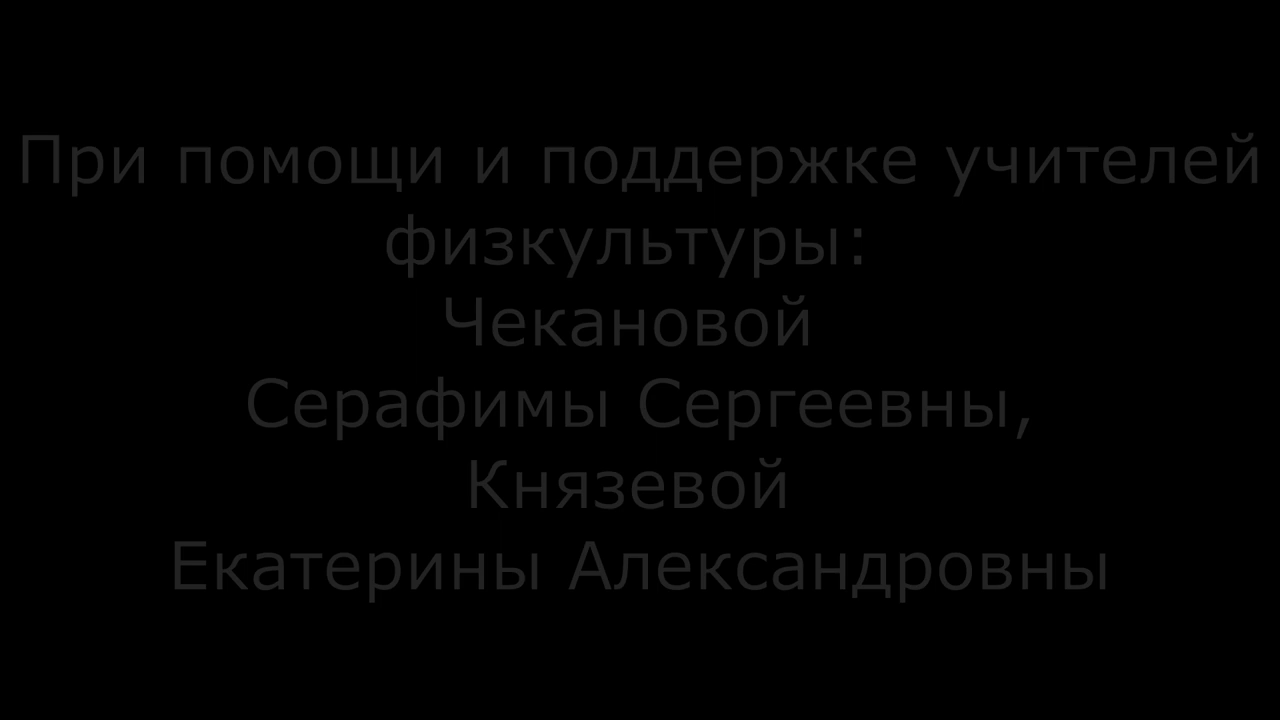 При помощи и поддержке учителей
физкультуры:
Чекановой
Серафимы Сергеевны,
Князевой
Екатерины Александровны